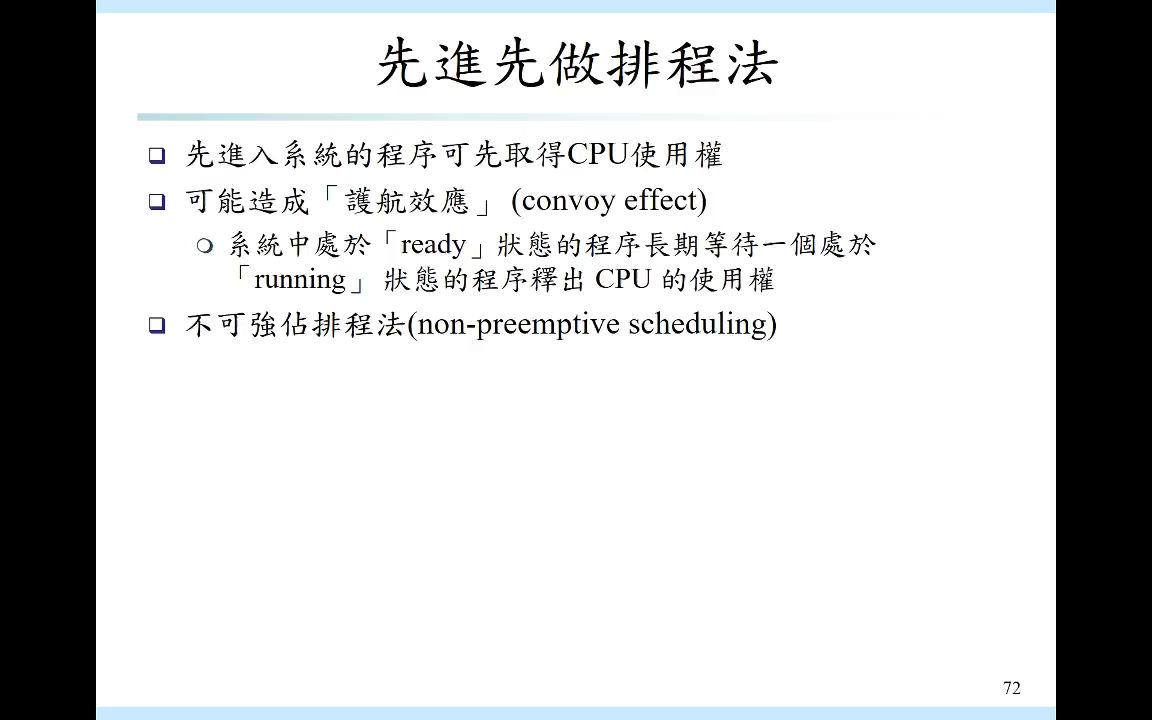 先進先做排程法
先進入系統的程序可先取得CPU使用權
可能造成「護航效應」 (convoy effect)
系統中處於「ready」狀態的程序長期等待一個處於
「running」 狀態的程序釋出 CPU 的使用權
不可強佔排程法(non-preemptive scheduling)
72